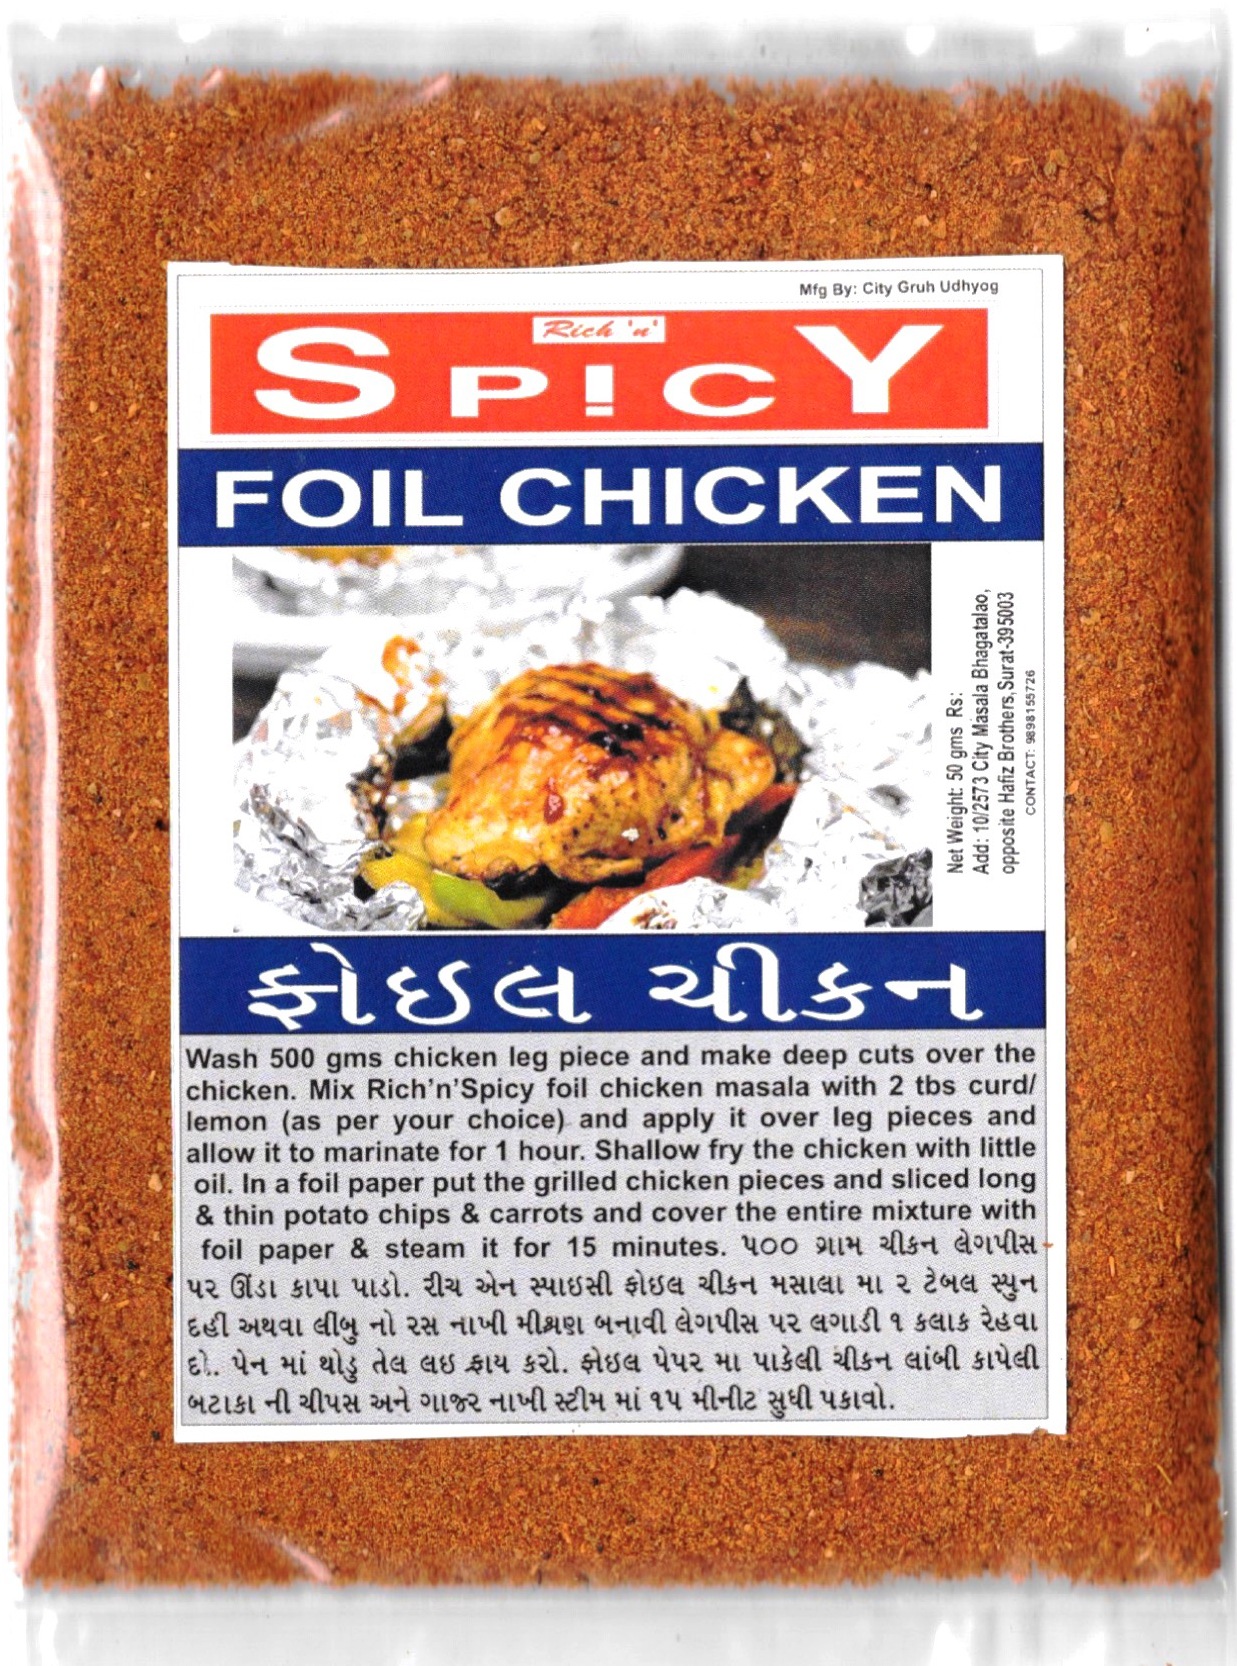 Mfg By: City Gruh Udhyog
Rich 'n'
SP!CY
FOIL CHICKEN
Net Weight: 50 gms Rs:
Add: 10/2573 City Masala Bhagatalao,
opposite Hafiz Brothers,Surat-395003
CONTACT: 9898155726
ફોઇલ ચીકન
Wash 500 gms chicken leg piece and make deep cuts over the
chicken. Mix Rich'n'Spicy foil chicken masala with 2 tbs curd/
lemon (as per your choice) and apply it over leg pieces and
allow it to marinate for 1 hour. Shallow fry the chicken with little
oil. In a foil paper put the grilled chicken pieces and sliced long
& thin potato chips & carrots and cover the entire mixture with
foil paper & steam it for 15 minutes. ૫૦૦ ગ્રામ ચીકન લેગપીસ
પર ઊંડા કાપા પાડો. રીચ એન સ્પાઇસી ફોઇલ ચીકન મસાલા મા ૨ ટેબલ સ્પુન
દહીં અથવા લીંબુ નો રસ નાખી મીશ્રણ બનાવી લેગપીસ પર લગાડી ૧ કલાક રેહવા
દો.. પેન માં થોડુ તેલ લઇ ફ્રાય કરો. ફોઇલ પેપર મા પાકેલી ચીકન લાંબી કાપેલી
બટાકા ની ચીપસ અને ગાજર નાખી સ્ટીમ માં ૧૫ મીનીટ સુધી પકાવો.